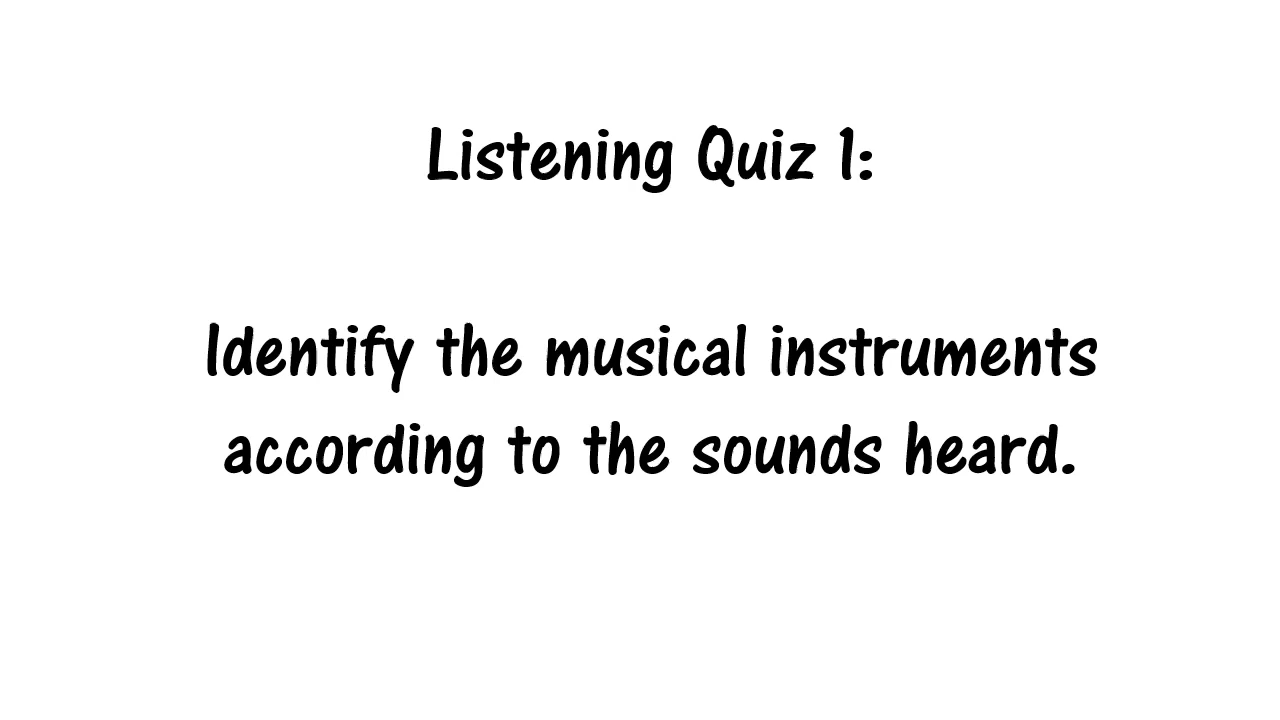 Listening Quiz 1:
Identify the musical instruments
according to the sounds heard.